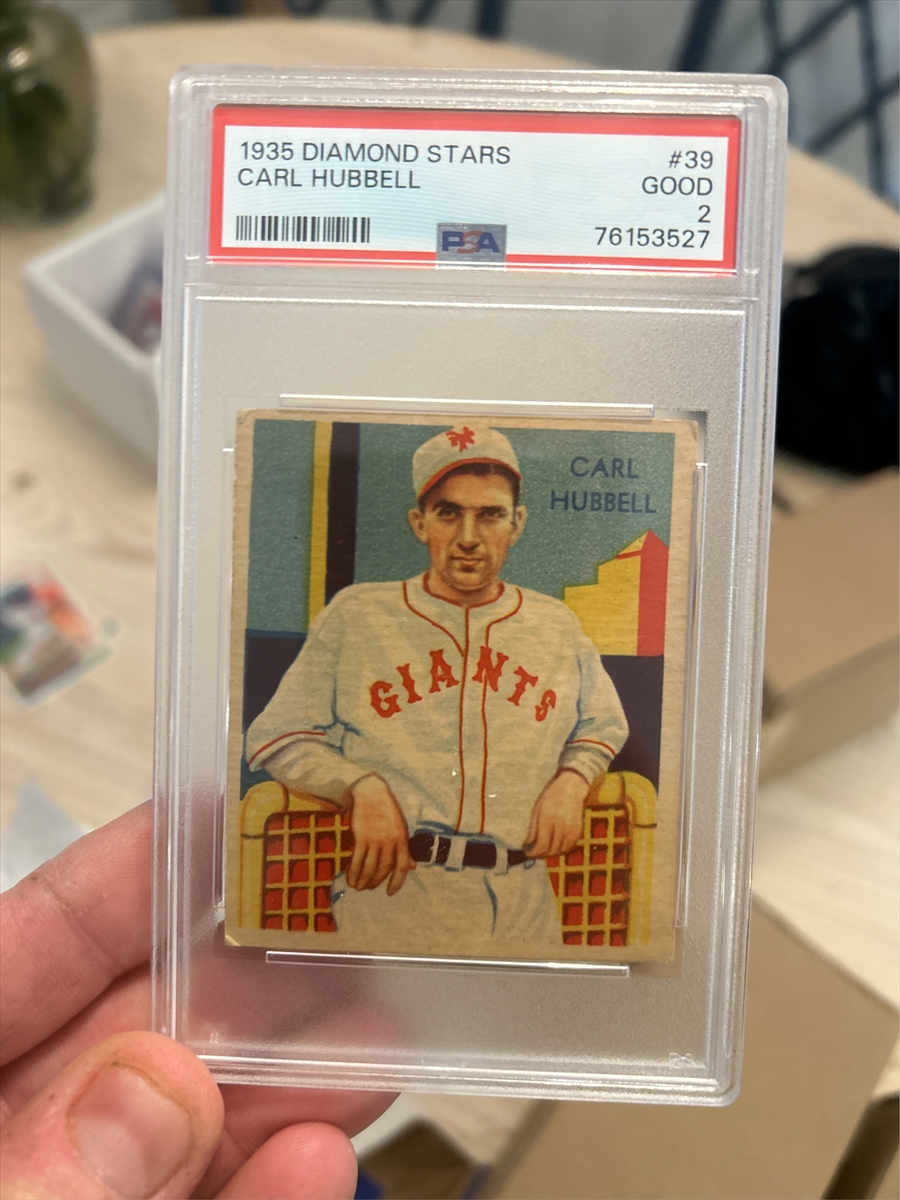 1935 DIAMOND STARS
CARL HUBBELL
#39
GOOD
2
76153527
PSA
CARL
HUBBELL
GIANTS